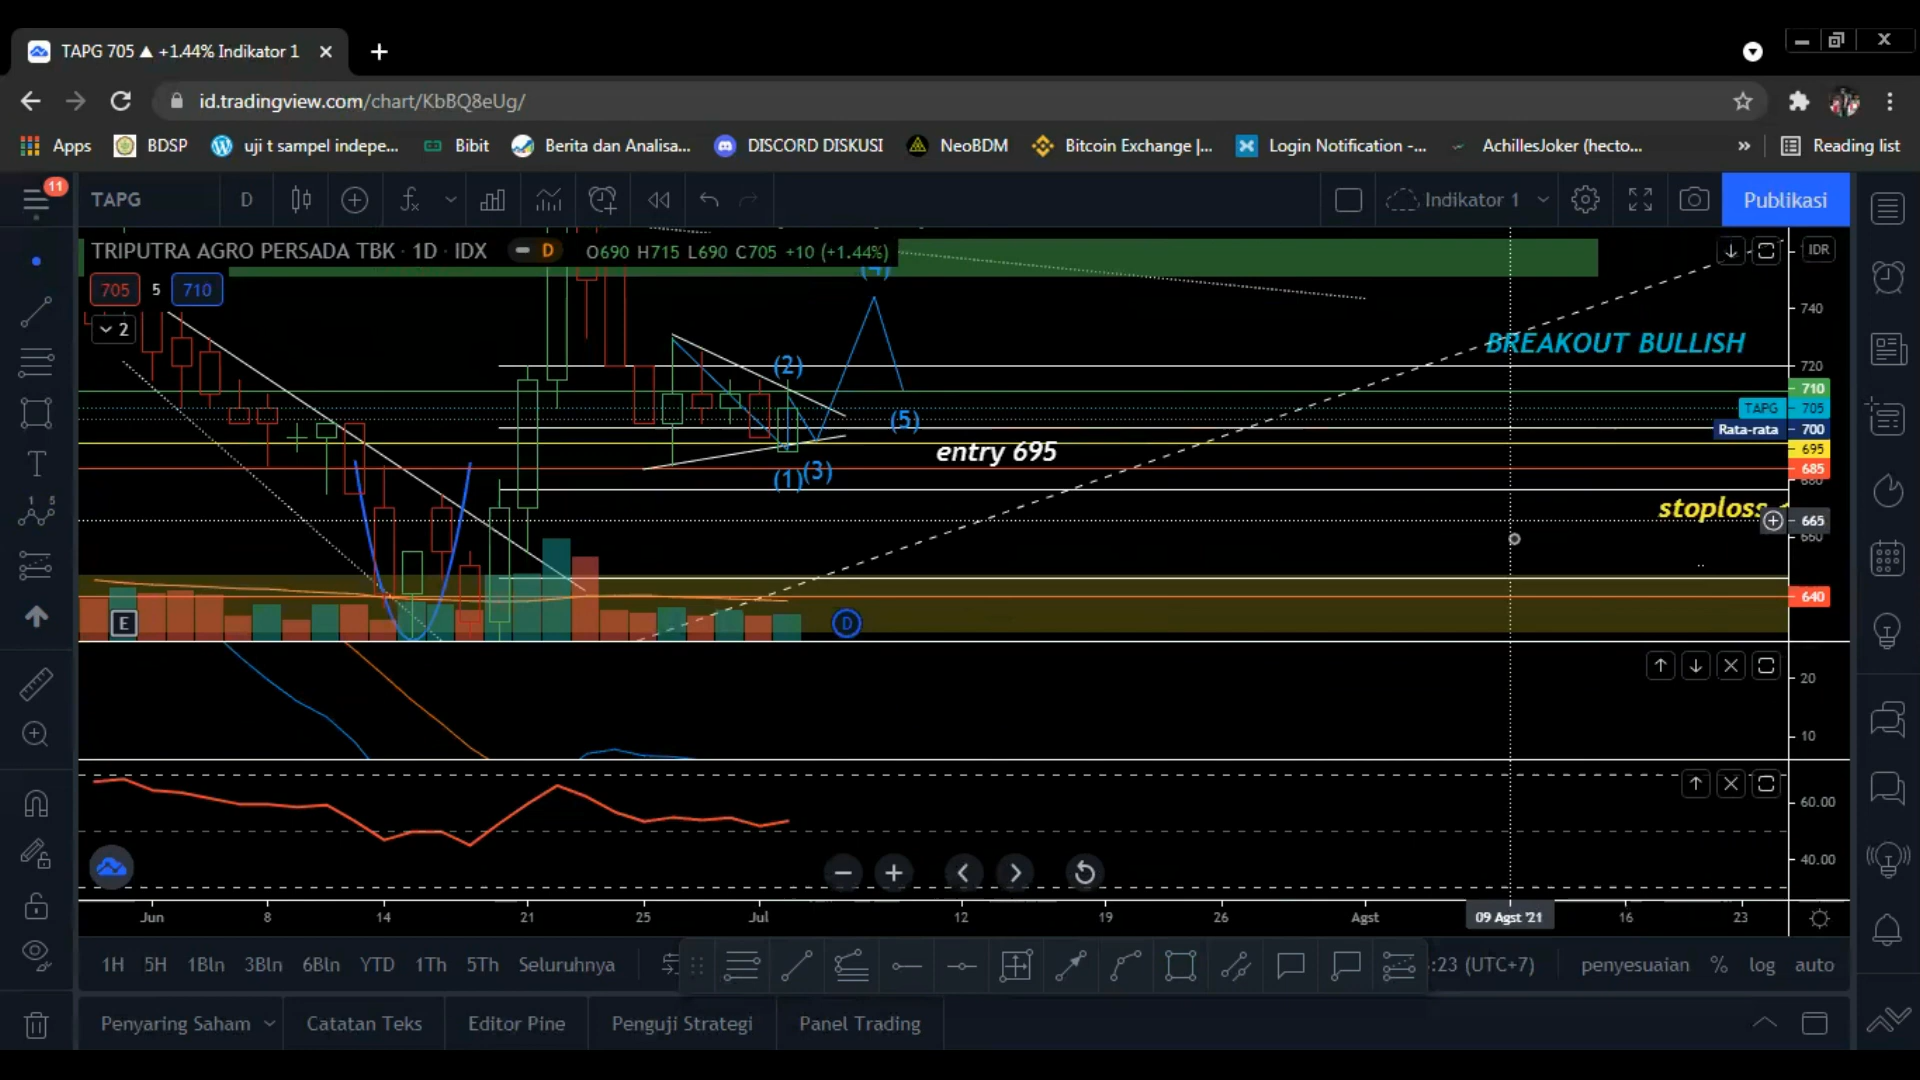 TAPG 705 ▲ +1.44% Indikator 1
id.tradingview.com/chart/KbBQ8eUg/
Apps BDSP uji t sampel indepe... Bibit Berita dan Analisa... DISCORD DISKUSI NeoBDM Bitcoin Exchange |... Login Notification -... AchillesJoker (hecto... » Reading list
11
TAPG D Indikator 1 Publikasi
TRIPUTRA AGRO PERSADA TBK · 1D · IDX D O690 H715 L690 C705 +10 (+1.44%) IDR
(4)
705 5 710
2
740
BREAKOUT BULLISH
(2) 720
710
TAPG 705
(5) Rata-rata 700
entry 695 695
(1) (3) 685
680
stoploss
665
660
640
E D
20
10
60.00
40.00
Jun 8 14 21 25 Jul 12 19 26 Agst 09 Agst '21 16 23
1H 5H 1Bln 3Bln 6Bln YTD 1Th 5Th Seluruhnya :23 (UTC+7) penyesuaian % log auto
Penyaring Saham Catatan Teks Editor Pine Penguji Strategi Panel Trading